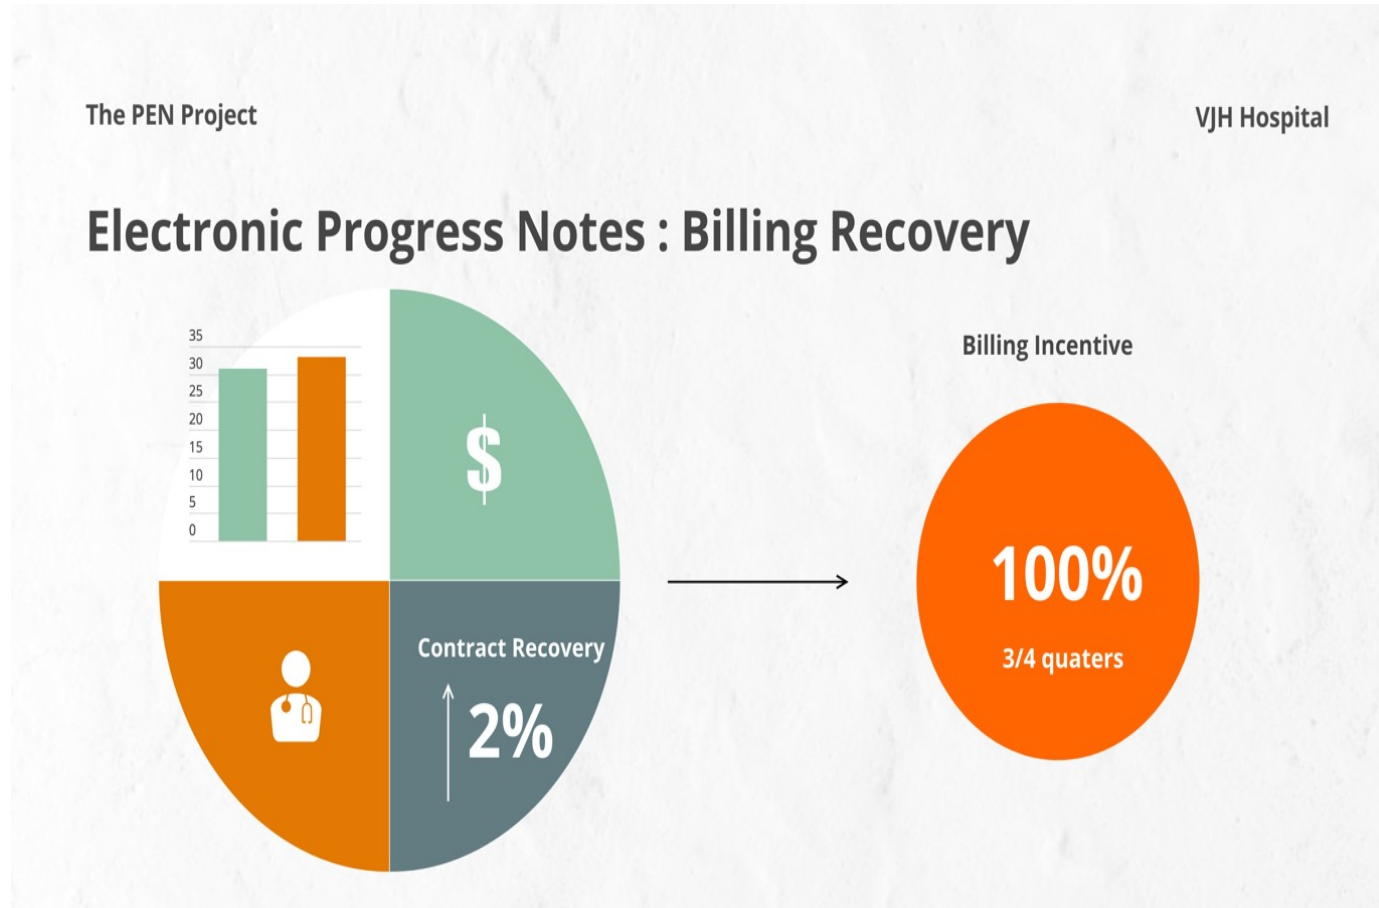 The PEN Project
VJH Hospital
Electronic Progress Notes : Billing Recovery
35
30
25
20
15
10
5
0
$
Contract Recovery
2%
Billing Incentive
100%
3/4 quaters